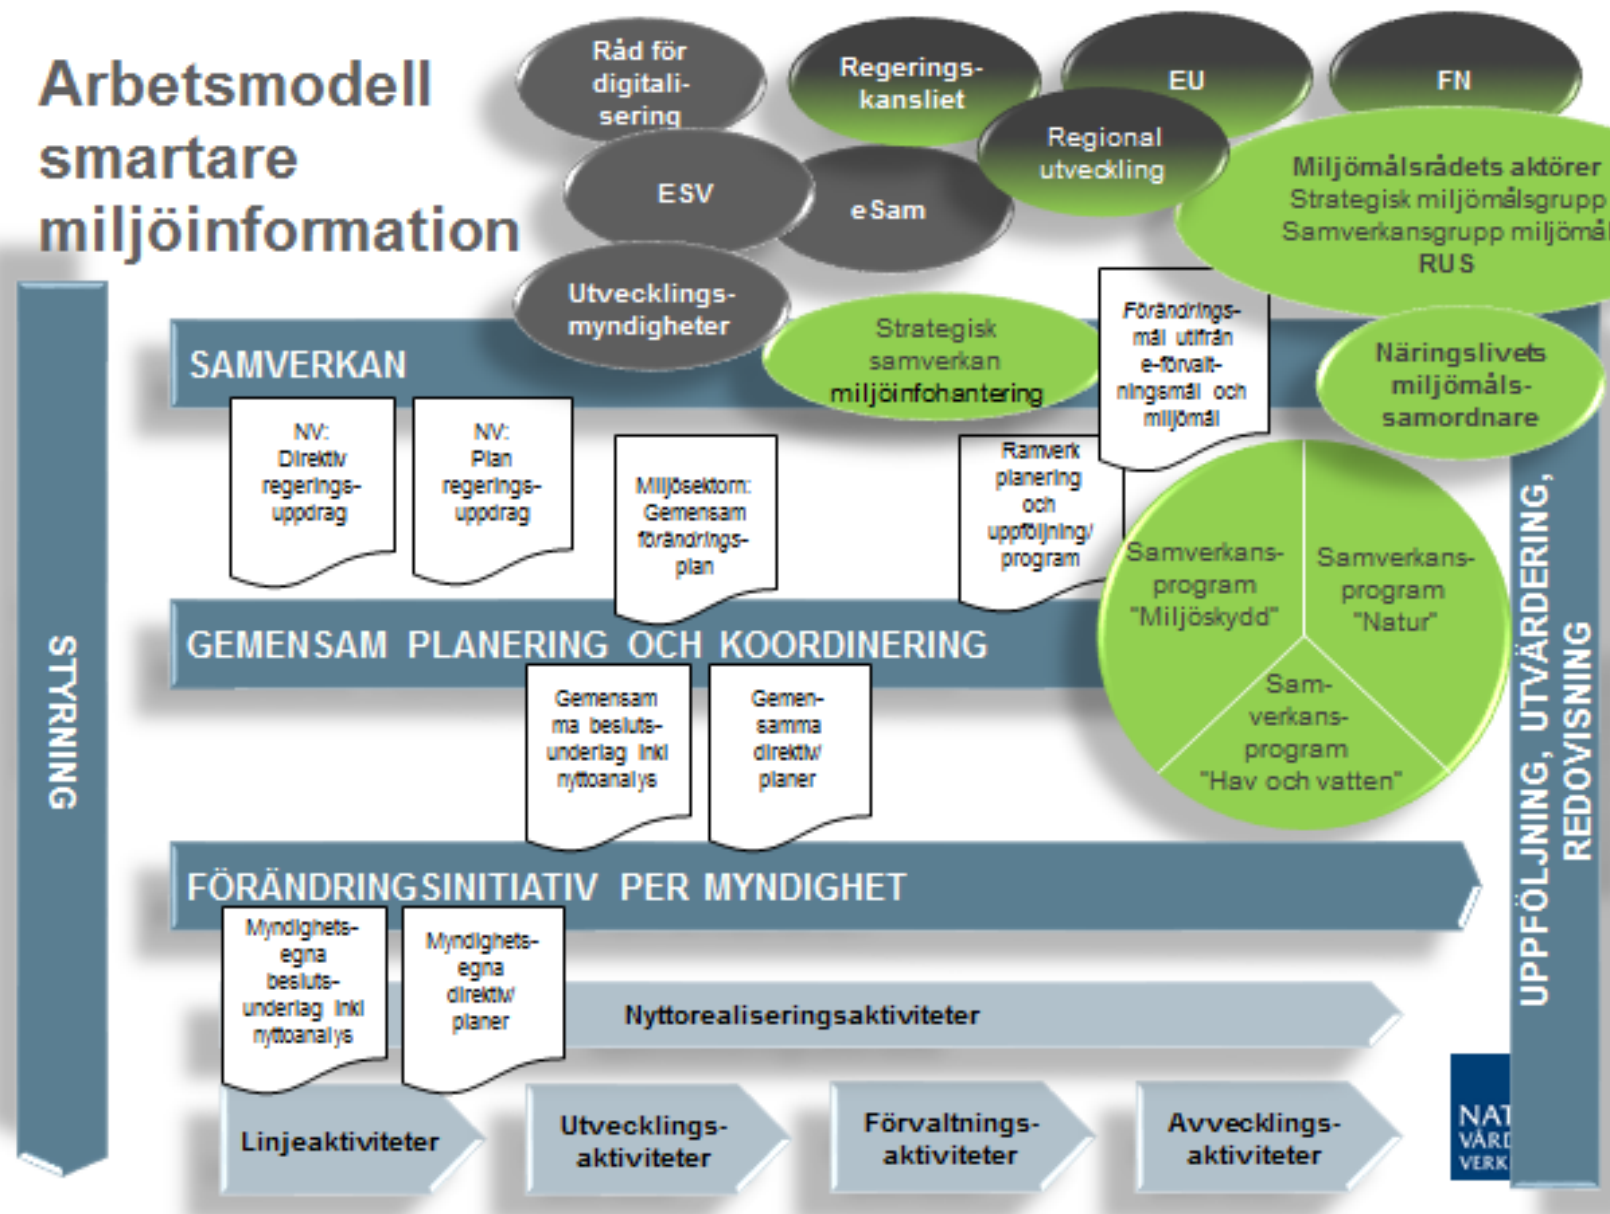 Arbetsmodell
smartare
miljöinformation
Råd för
digitali-
sering
Regerings-
kansliet
EU
FN
Regional
utveckling
ESV
eSam
Miljömålsrådets aktörer
Strategisk miljömålsgrupp
Samverkansgrupp miljömål
RUS
Utvecklings-
myndigheter
Strategisk
samverkan
miljöinfohantering
Förändrings-
mål utifrån
e-förvalt-
ningsmål och
miljömål
Näringslivets
miljömåls-
samordnare
SAMVERKAN
NV:
Direktiv
regerings-
uppdrag
NV:
Plan
regerings-
uppdrag
Miljösektorn:
Gemensam
förändrings-
plan
Ramverk
planering
och
uppföljning/
program
Samverkans-
program
"Miljöskydd"
Samverkans-
program
"Natur"
Sam-
verkans-
program
"Hav och vatten"
GEMENSAM PLANERING OCH KOORDINERING
Gemensam
ma besluts-
underlag inkl
nyttoanalys
Gemen-
samma
direktiv/
planer
FÖRÄNDRINGSINITIATIV PER MYNDIGHET
Myndighets-
egna
besluts-
underlag inkl
nyttoanalys
Myndighets-
egna
direktiv/
planer
Nyttorealiseringsaktiviteter
Linjeaktiviteter
Utvecklings-
aktiviteter
Förvaltnings-
aktiviteter
Avvecklings-
aktiviteter
STYRNING
UPPFÖLJNING, UTVÄRDERING,
REDOVISNING
NAT
VÅRD
VERK